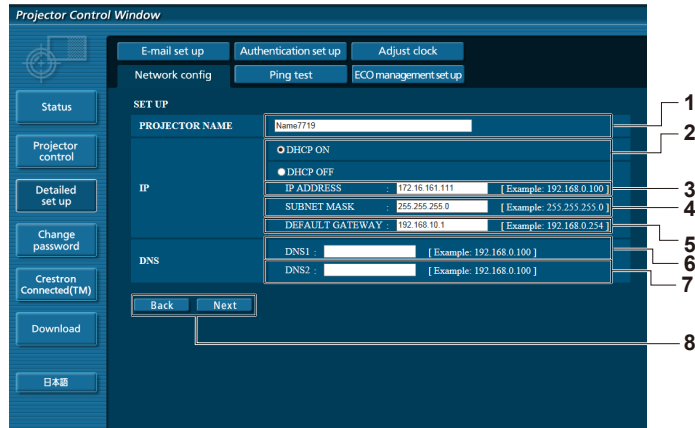 Projector Control Window
E-mail set up
Authentication set up
Adjust clock
Network config
Ping test
ECO management set up
Status
Projector
control
Detailed
set up
Change
password
Crestron
Connected(TM)
Download
日本語
SET UP
PROJECTOR NAME
Name7719
IP
DHCP ON
DHCP OFF
IP ADDRESS : 172.16.161.111 [ Example: 192.168.0.100 ]
SUBNET MASK : 255.255.255.0 [ Example: 255.255.255.0 ]
DEFAULT GATEWAY : 192.168.10.1 [ Example: 192.168.0.254 ]
DNS
DNS1 : [ Example: 192.168.0.100 ]
DNS2 : [ Example: 192.168.0.100 ]
Back
Next
1
2
3
4
5
6
7
8